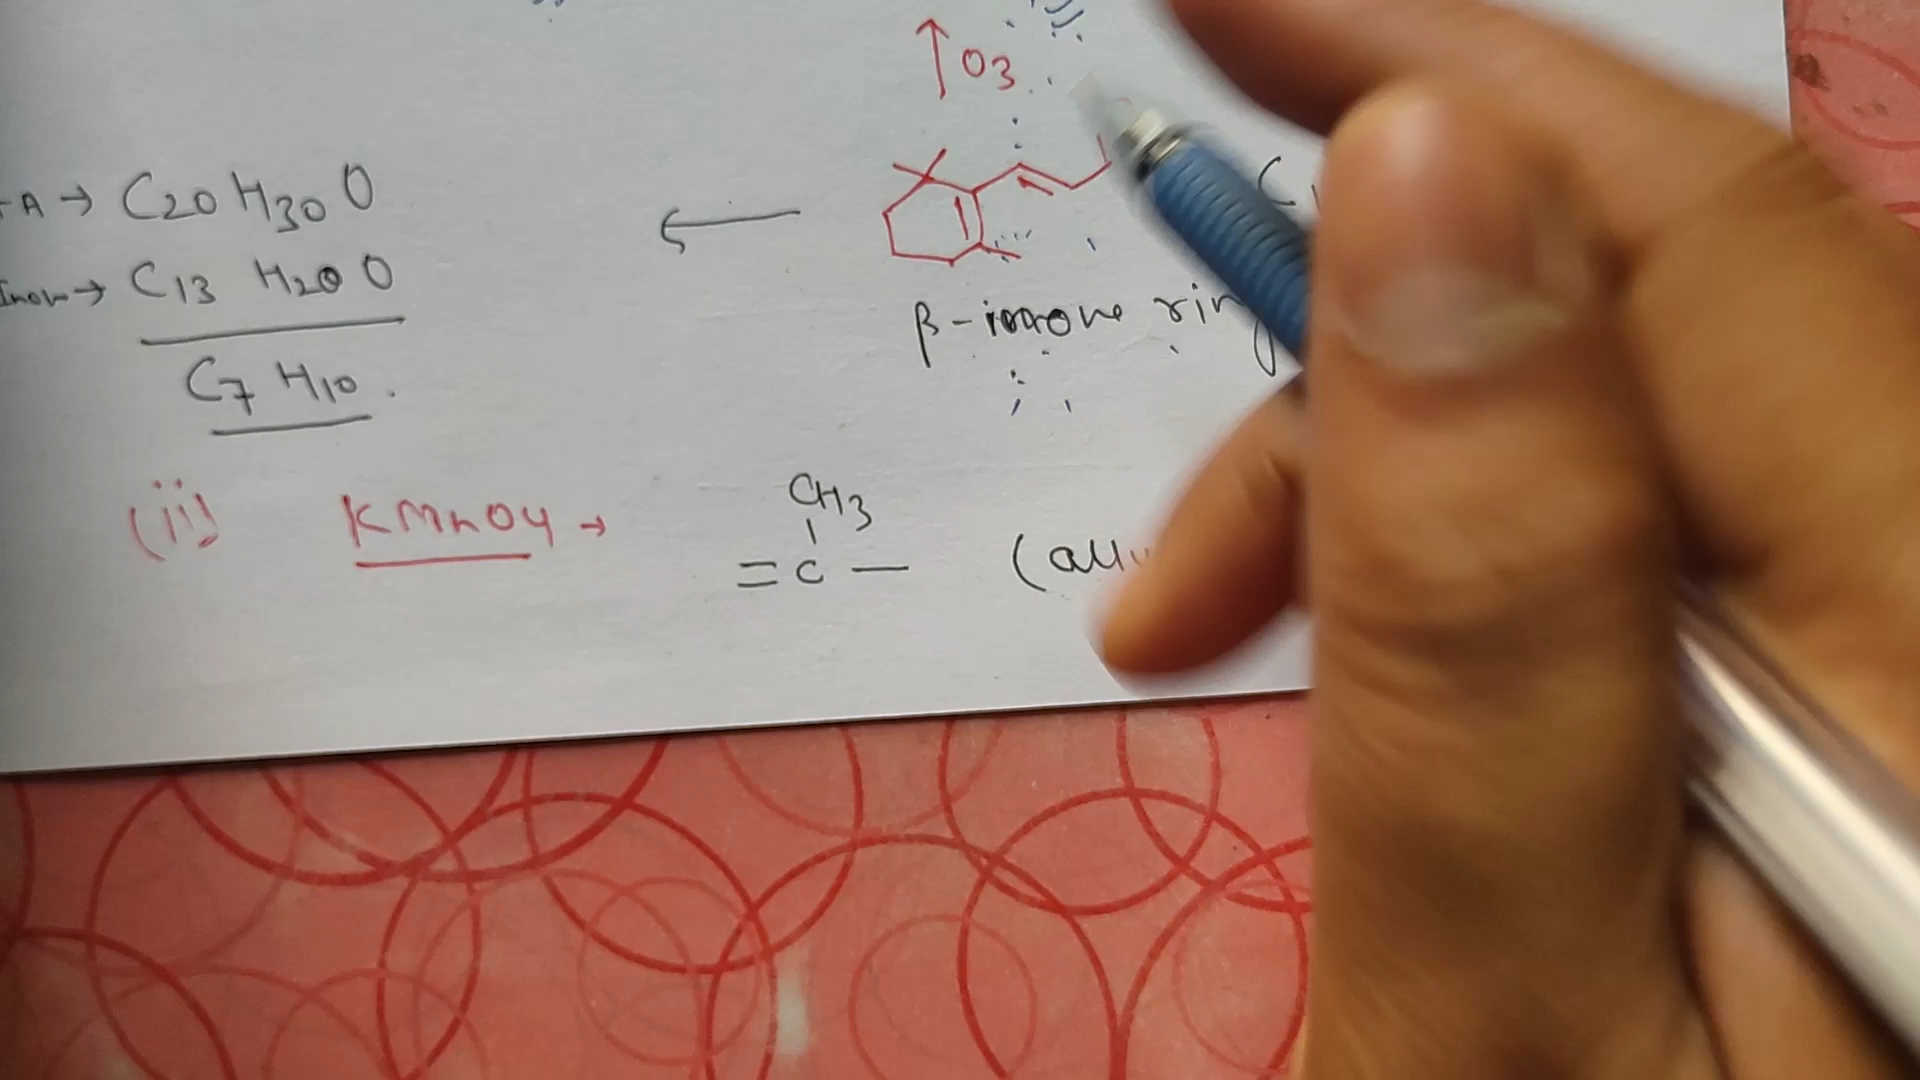 O3
A → C20 H30 O
→ C13 H20 O
C7 H10.
β-ionone ring
(ii) KMnO4 →
CH3
= C —